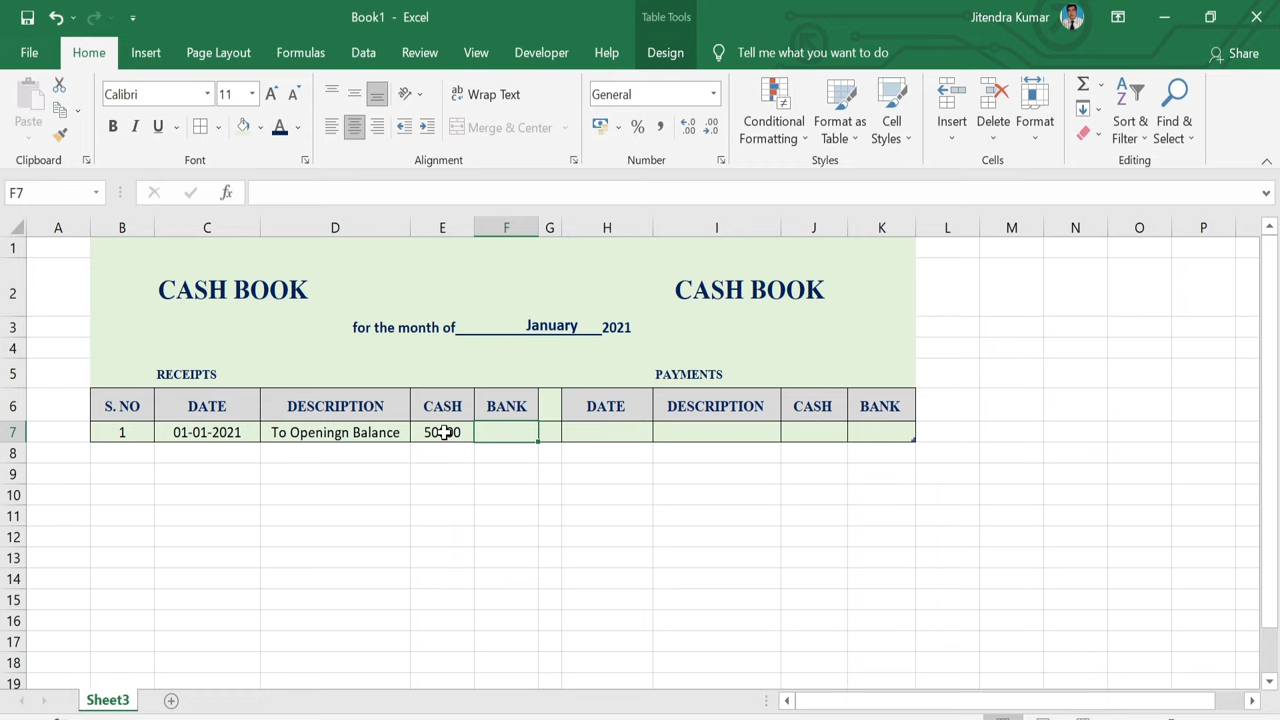 Book1 - Excel
Table Tools
Jitendra Kumar
File Home Insert Page Layout Formulas Data Review View Developer Help Design Tell me what you want to do Share
Paste
Calibri 11
Wrap Text
Merge & Center
General
Conditional Formatting
Format as Table
Cell Styles
Insert
Delete
Format
Sort & Filter
Find & Select
Clipboard Font Alignment Number Styles Cells Editing
F7 fx
A B C D E F G H I J K L M N O P
1
2 CASH BOOK CASH BOOK
3 for the month of January 2021
4
5 RECEIPTS PAYMENTS
6 S. NO DATE DESCRIPTION CASH BANK DATE DESCRIPTION CASH BANK
7 1 01-01-2021 To Openingn Balance
8
9
10
11
12
13
14
15
16
17
18
19
Sheet3